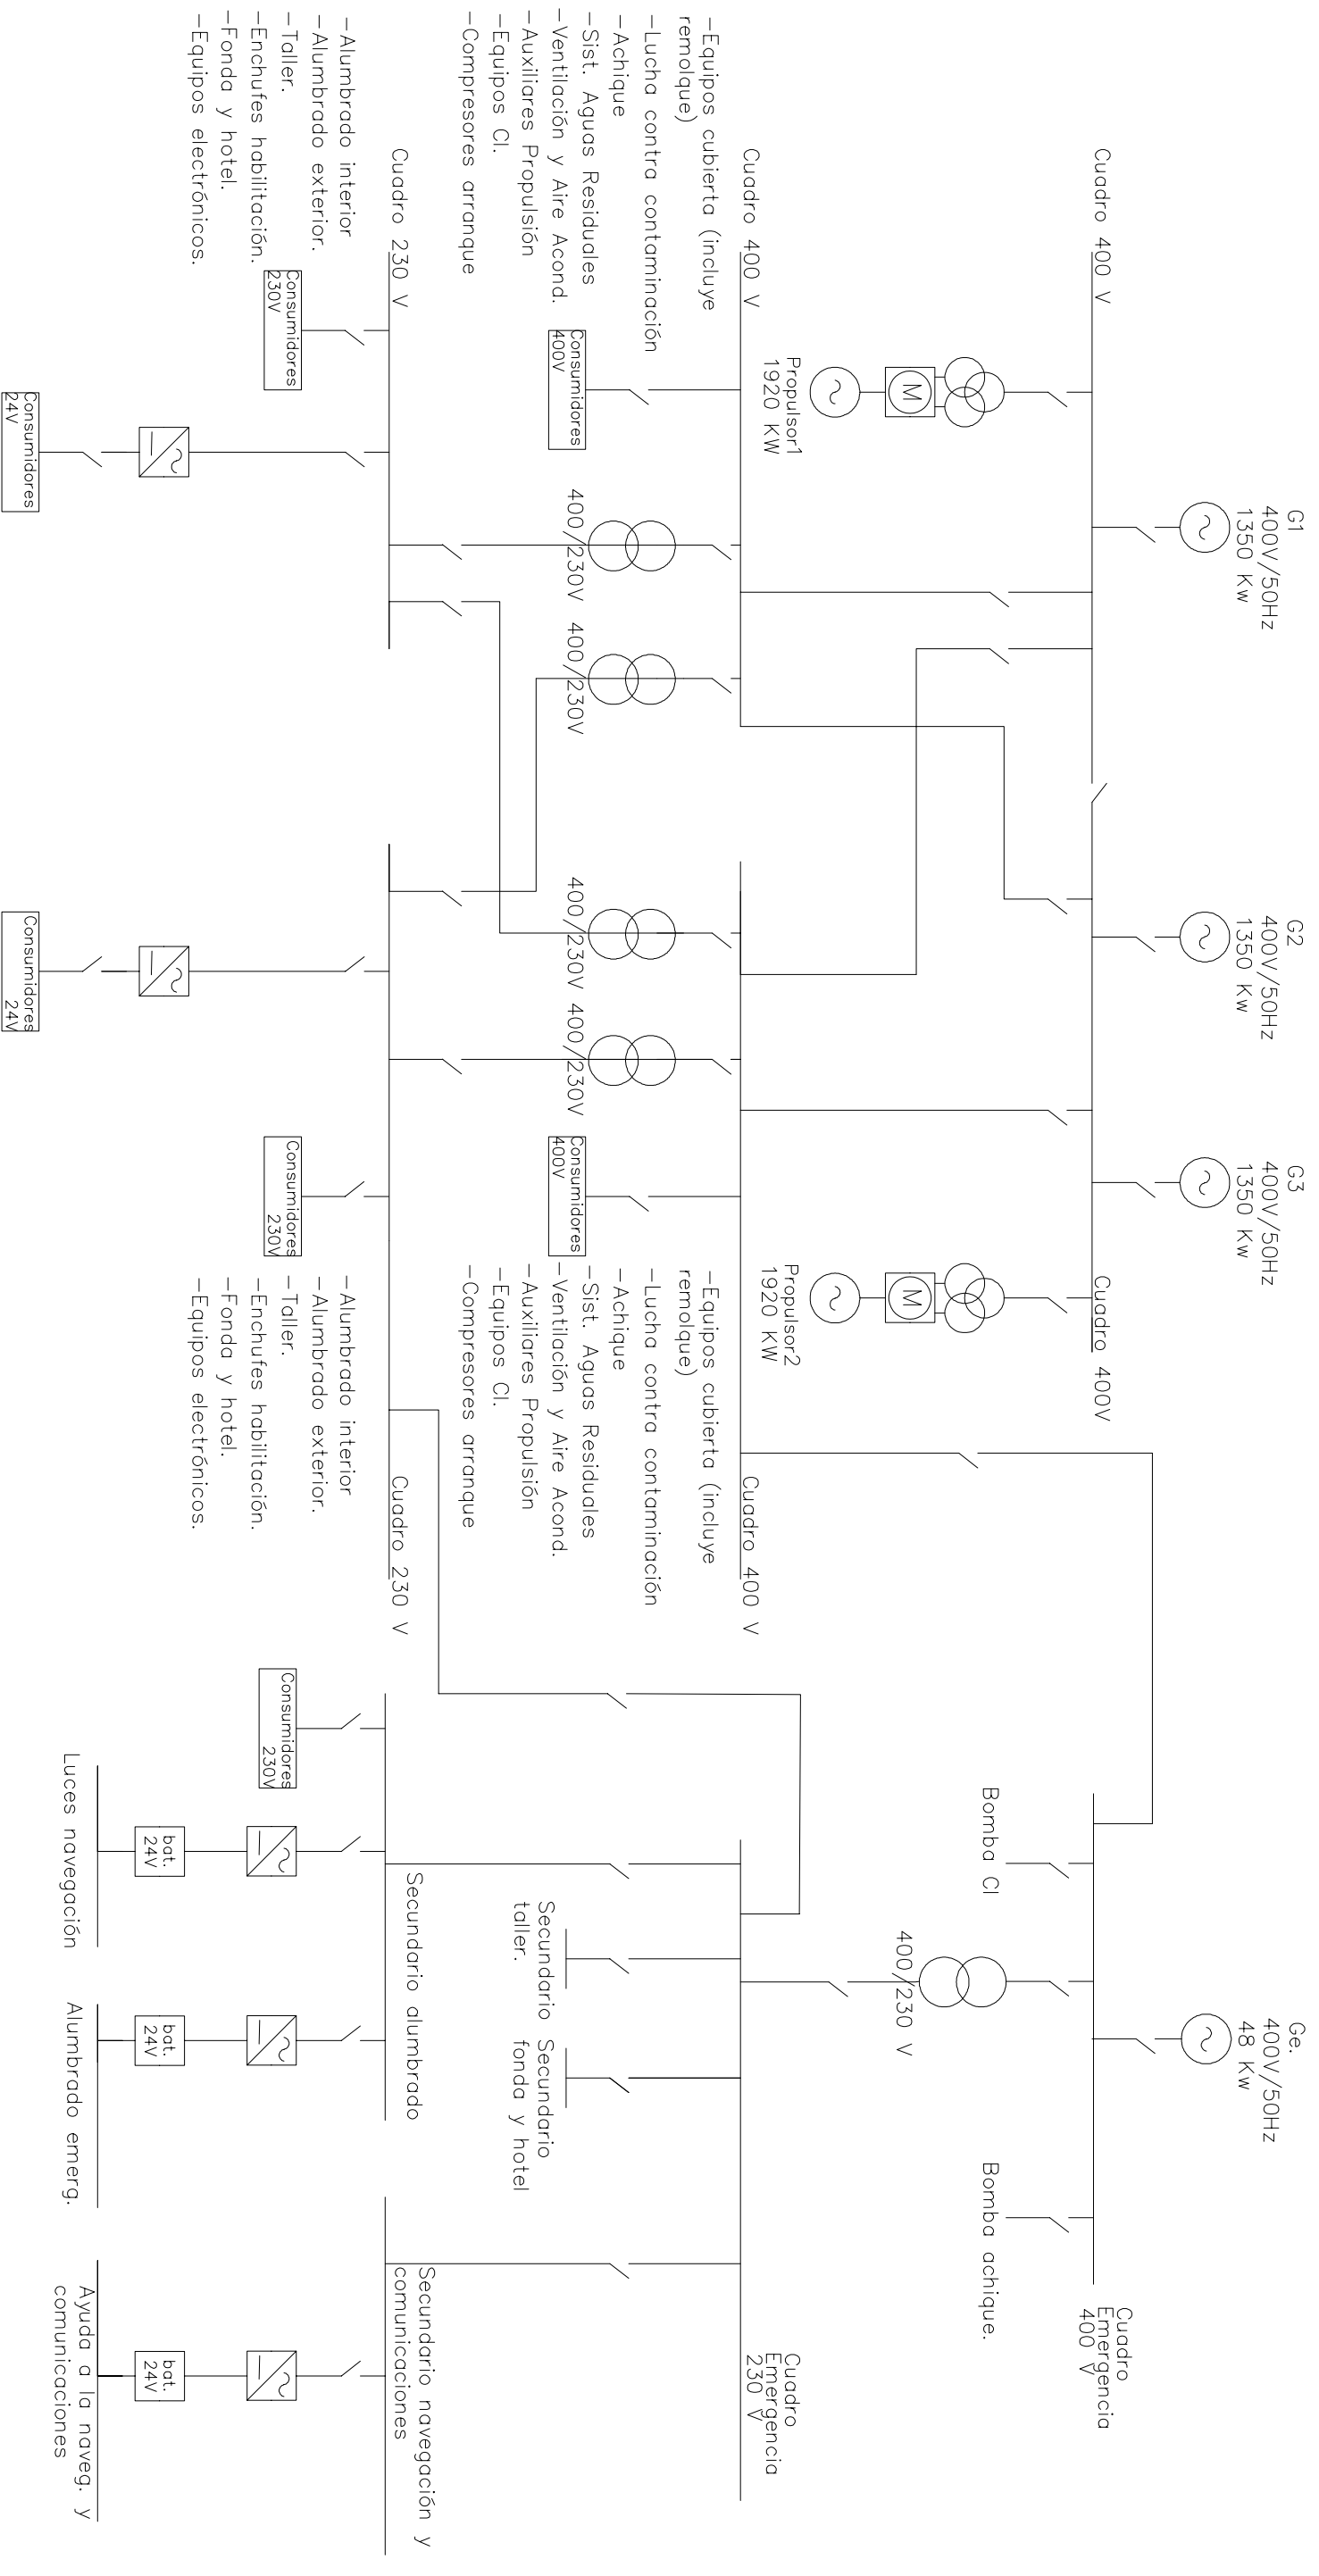 G1
400V/50Hz
1350 Kw
G2
400V/50Hz
1350 Kw
G3
400V/50Hz
1350 Kw
Ge.
400V/50Hz
48 Kw
Cuadro 400 V
Cuadro 400V
Cuadro
Emergencia
400 V
Propulsor1
1920 KW
Propulsor2
1920 KW
Bomba CI
Bomba achique.
400/230 V
Cuadro 400 V
Cuadro 400 V
Cuadro
Emergencia
230 V
-Equipos cubierta (incluye
remolque)
-Lucha contra contaminación
-Achique
-Sist. Aguas Residuales
-Ventilación y Aire Acond.
-Auxiliares Propulsión
-Equipos CI.
-Compresores arranque
Consumidores
400V
400/230V
400/230V
400/230V
400/230V
Consumidores
400V
-Equipos cubierta (incluye
remolque)
-Lucha contra contaminación
-Achique
-Sist. Aguas Residuales
-Ventilación y Aire Acond.
-Auxiliares Propulsión
-Equipos CI.
-Compresores arranque
Secundario
taller.
Secundario
fonda y hotel
Cuadro 230 V
Cuadro 230 V
Secundario alumbrado
Secundario navegación y
comunicaciones
-Alumbrado interior
-Alumbrado exterior.
-Taller.
-Enchufes habilitación.
-Fonda y hotel.
-Equipos electrónicos.
Consumidores
230V
Consumidores
230V
-Alumbrado interior
-Alumbrado exterior.
-Taller.
-Enchufes habilitación.
-Fonda y hotel.
-Equipos electrónicos.
Consumidores
230V
M
M
bat.
24V
bat.
24V
bat.
24V
Luces navegación
Alumbrado emerg.
Ayuda a la naveg. y
comunicaciones
Consumidores
24V
Consumidores
24V